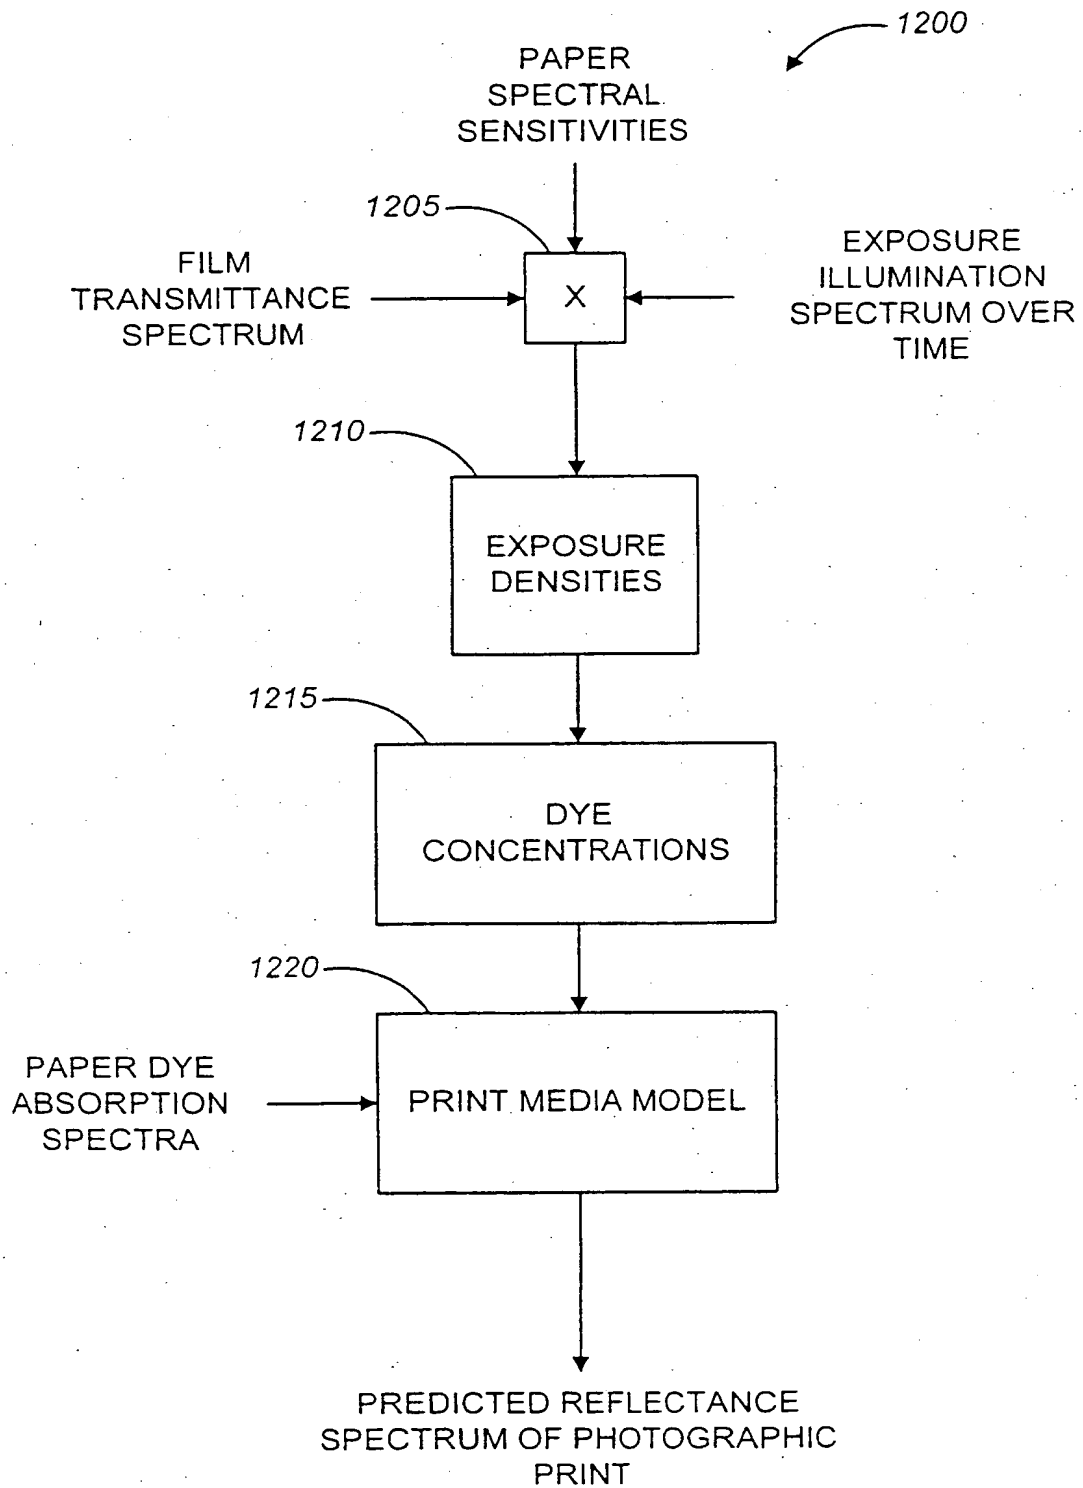 1200
PAPER
SPECTRAL
SENSITIVITIES
1205
FILM
TRANSMITTANCE
SPECTRUM
X
EXPOSURE
ILLUMINATION
SPECTRUM OVER
TIME
1210
EXPOSURE
DENSITIES
1215
DYE
CONCENTRATIONS
1220
PAPER DYE
ABSORPTION
SPECTRA
PRINT MEDIA MODEL
PREDICTED REFLECTANCE
SPECTRUM OF PHOTOGRAPHIC
PRINT